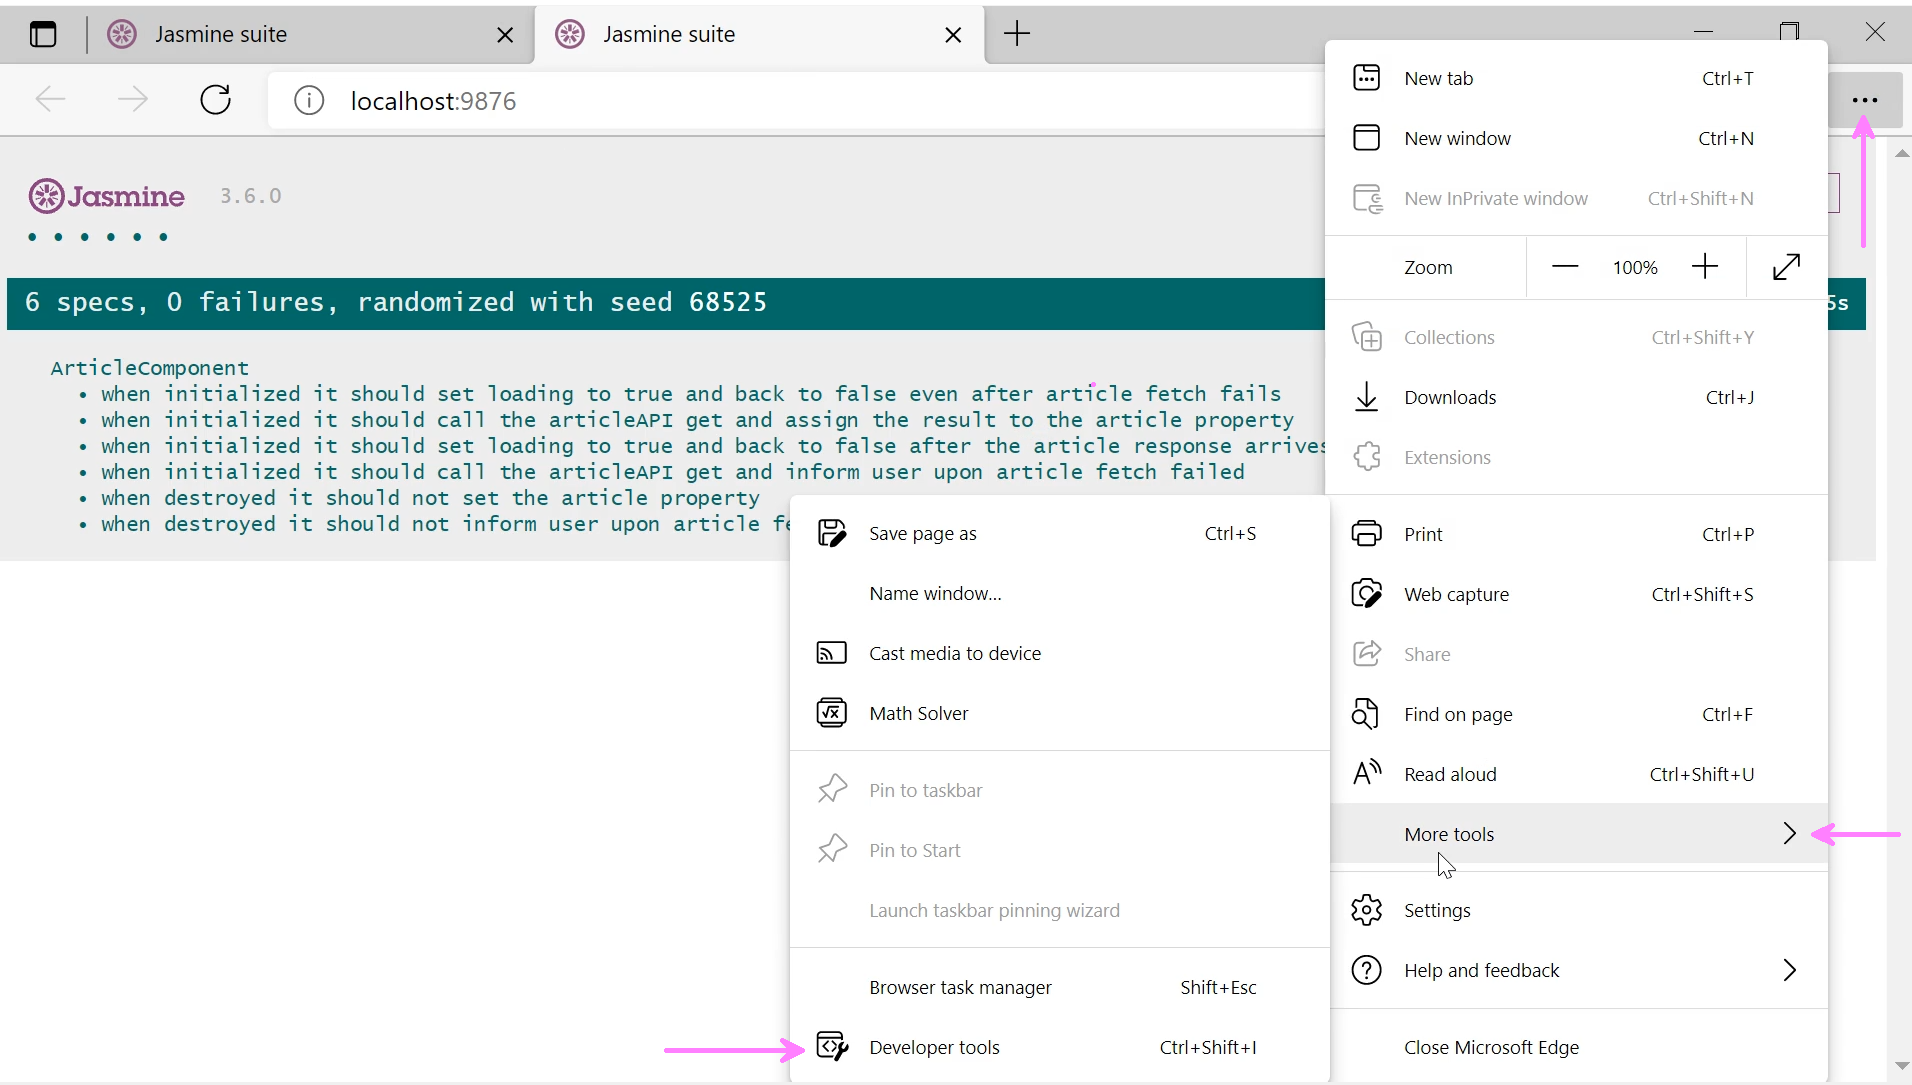 Jasmine suite
Jasmine suite
localhost:9876
Jasmine 3.6.0
6 specs, 0 failures, randomized with seed 68525
5s
ArticleComponent
• when initialized it should set loading to true and back to false even after article fetch fails
• when initialized it should call the articleAPI get and assign the result to the article property
• when initialized it should set loading to true and back to false after the article response arrives
• when initialized it should call the articleAPI get and inform user upon article fetch failed
• when destroyed it should not set the article property
• when destroyed it should not inform user upon article fe
New tab Ctrl+T
New window Ctrl+N
New InPrivate window Ctrl+Shift+N
Zoom 100%
Collections Ctrl+Shift+Y
Downloads Ctrl+J
Extensions
Print Ctrl+P
Web capture Ctrl+Shift+S
Share
Find on page Ctrl+F
Read aloud Ctrl+Shift+U
More tools
Settings
Help and feedback
Close Microsoft Edge
Save page as Ctrl+S
Name window...
Cast media to device
Math Solver
Pin to taskbar
Pin to Start
Launch taskbar pinning wizard
Browser task manager Shift+Esc
Developer tools Ctrl+Shift+I